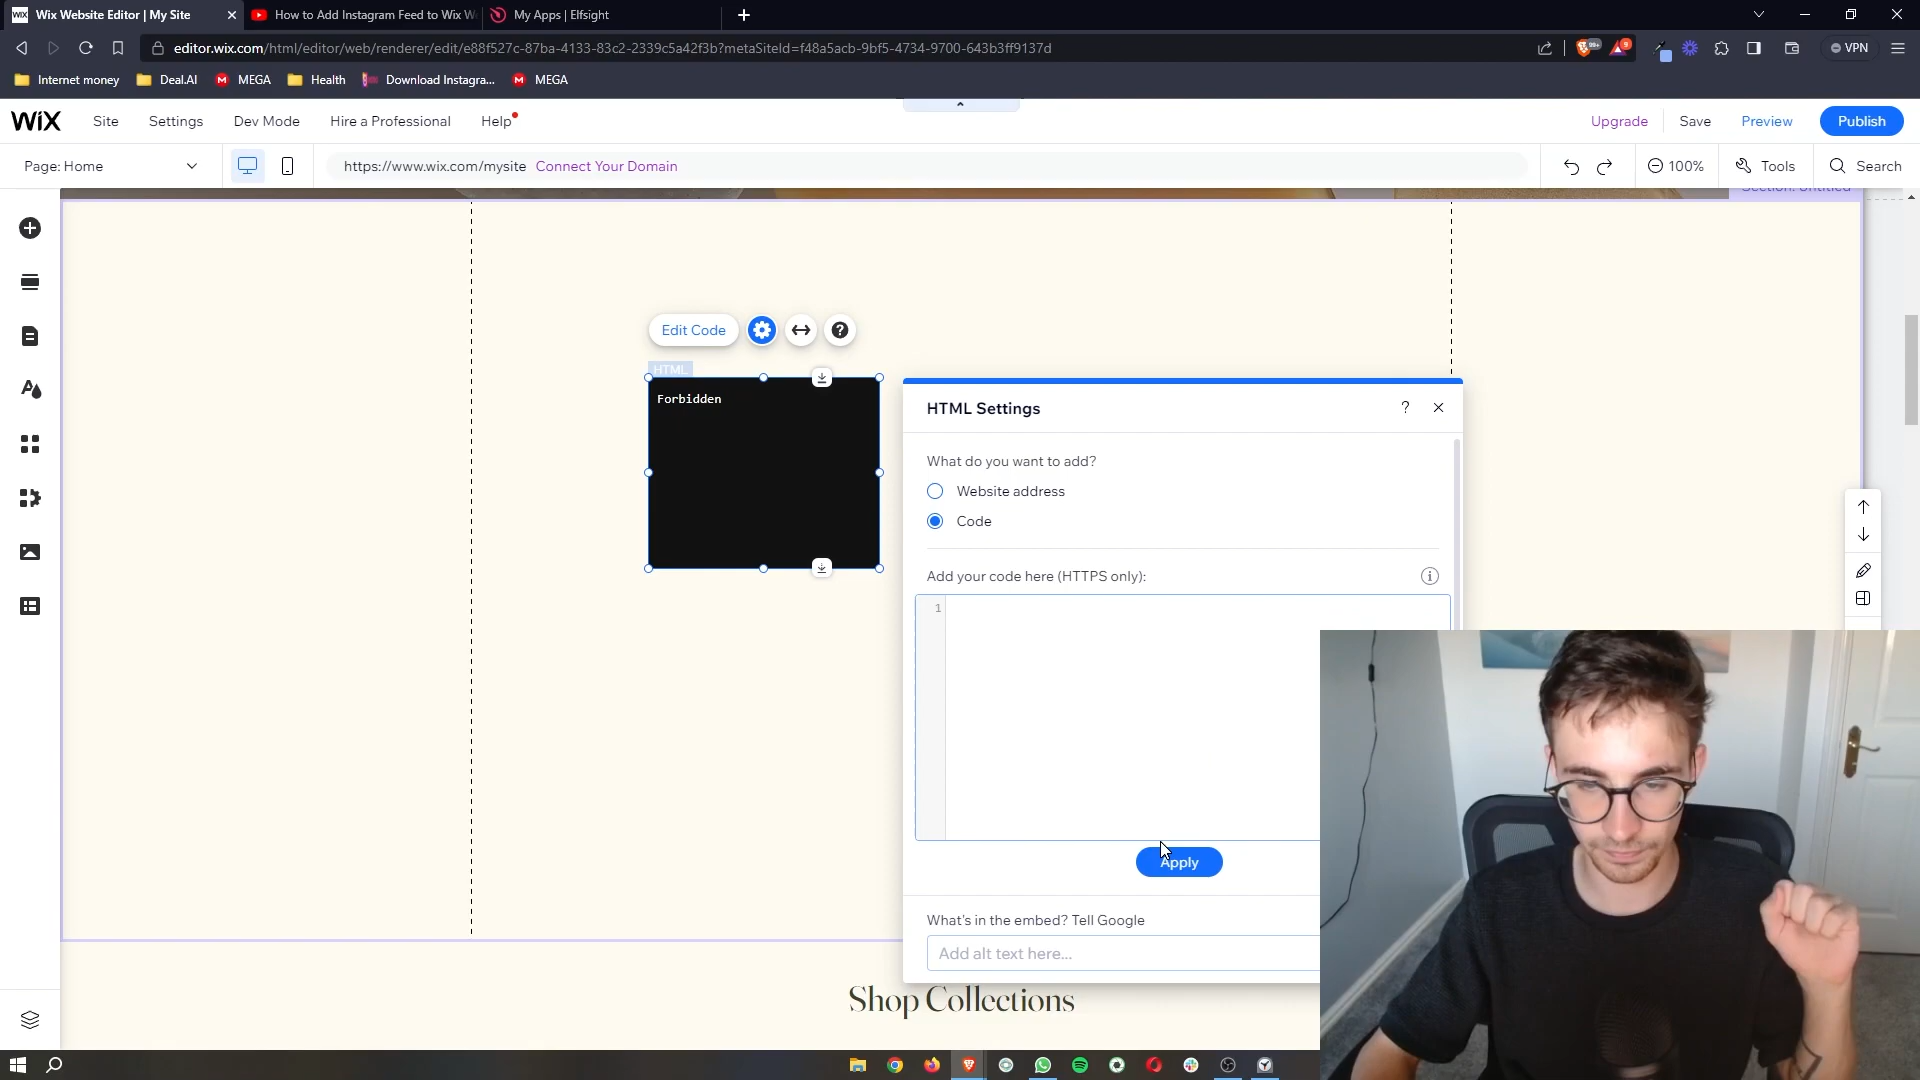 Wix Website Editor | My Site
How to Add Instagram Feed to Wix W
My Apps | Elfsight
editor.wix.com/html/editor/web/renderer/edit/e88f527c-87ba-4133-83c2-2339c5a42f3b?metaSiteId=f48a5acb-9bf5-4734-9700-643b3ff9137d
VPN
Internet money
Deal.AI
MEGA
Health
Download Instagra...
MEGA
WIX
Site
Settings
Dev Mode
Hire a Professional
Help
Upgrade
Save
Preview
Publish
Page: Home
https://www.wix.com/mysite
Connect Your Domain
100%
Tools
Search
Section: Untitled
Edit Code
HTML
Forbidden
HTML Settings
What do you want to add?
Website address
Code
Add your code here (HTTPS only):
1
Apply
What's in the embed? Tell Google
Add alt text here...
Shop Collections